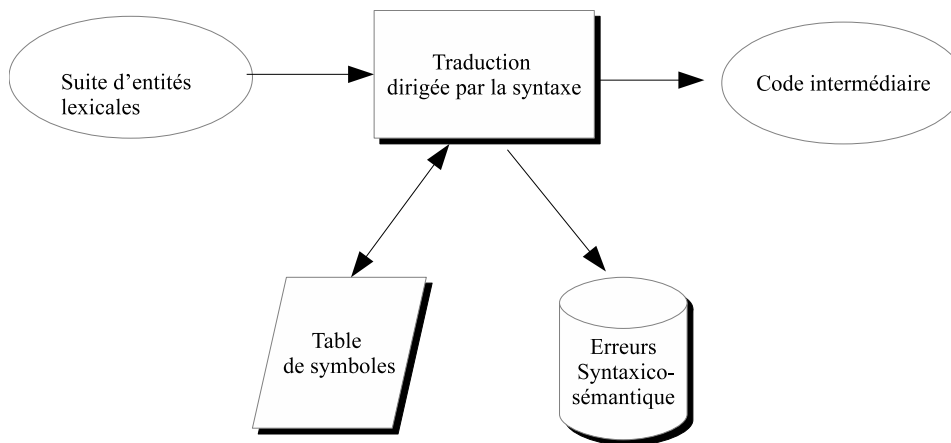 Traduction
dirigée par la syntaxe
Suite d’entités
lexicales
Code intermédiaire
Table
de symboles
Erreurs
Syntaxico-
sémantique